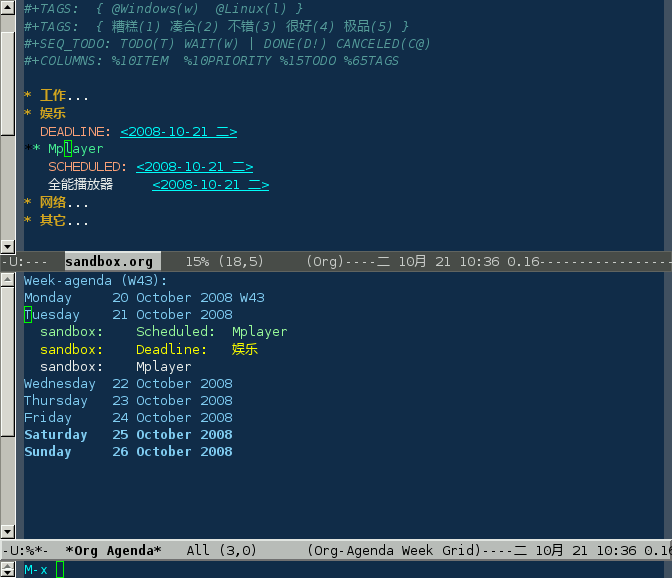 #+TAGS:  { @Windows(w)  @Linux(l) }
#+TAGS:  { 糟糕(1) 凑合(2) 不错(3) 很好(4) 极品(5) }
#+SEQ_TODO: TODO(T) WAIT(W) | DONE(D!) CANCELED(C@)
#+COLUMNS: %10ITEM  %10PRIORITY %15TODO %65TAGS
* 工作...
* 娱乐
  DEADLINE: <2008-10-21 二>
** Mplayer
   SCHEDULED: <2008-10-21 二>
   全能播放器     <2008-10-21 二>
* 网络...
* 其它...
-U:---  sandbox.org    15% (18,5)     (Org)----二 10月 21 10:36 0.16-----------------
Week-agenda (W43):
Monday     20 October 2008 W43
Tuesday    21 October 2008
  sandbox:    Scheduled:  Mplayer
  sandbox:    Deadline:   娱乐
  sandbox:    Mplayer
Wednesday  22 October 2008
Thursday   23 October 2008
Friday     24 October 2008
Saturday   25 October 2008
Sunday     26 October 2008
-U:%*-  *Org Agenda*   All (3,0)      (Org-Agenda Week Grid)----二 10月 21 10:36 0.16
M-x